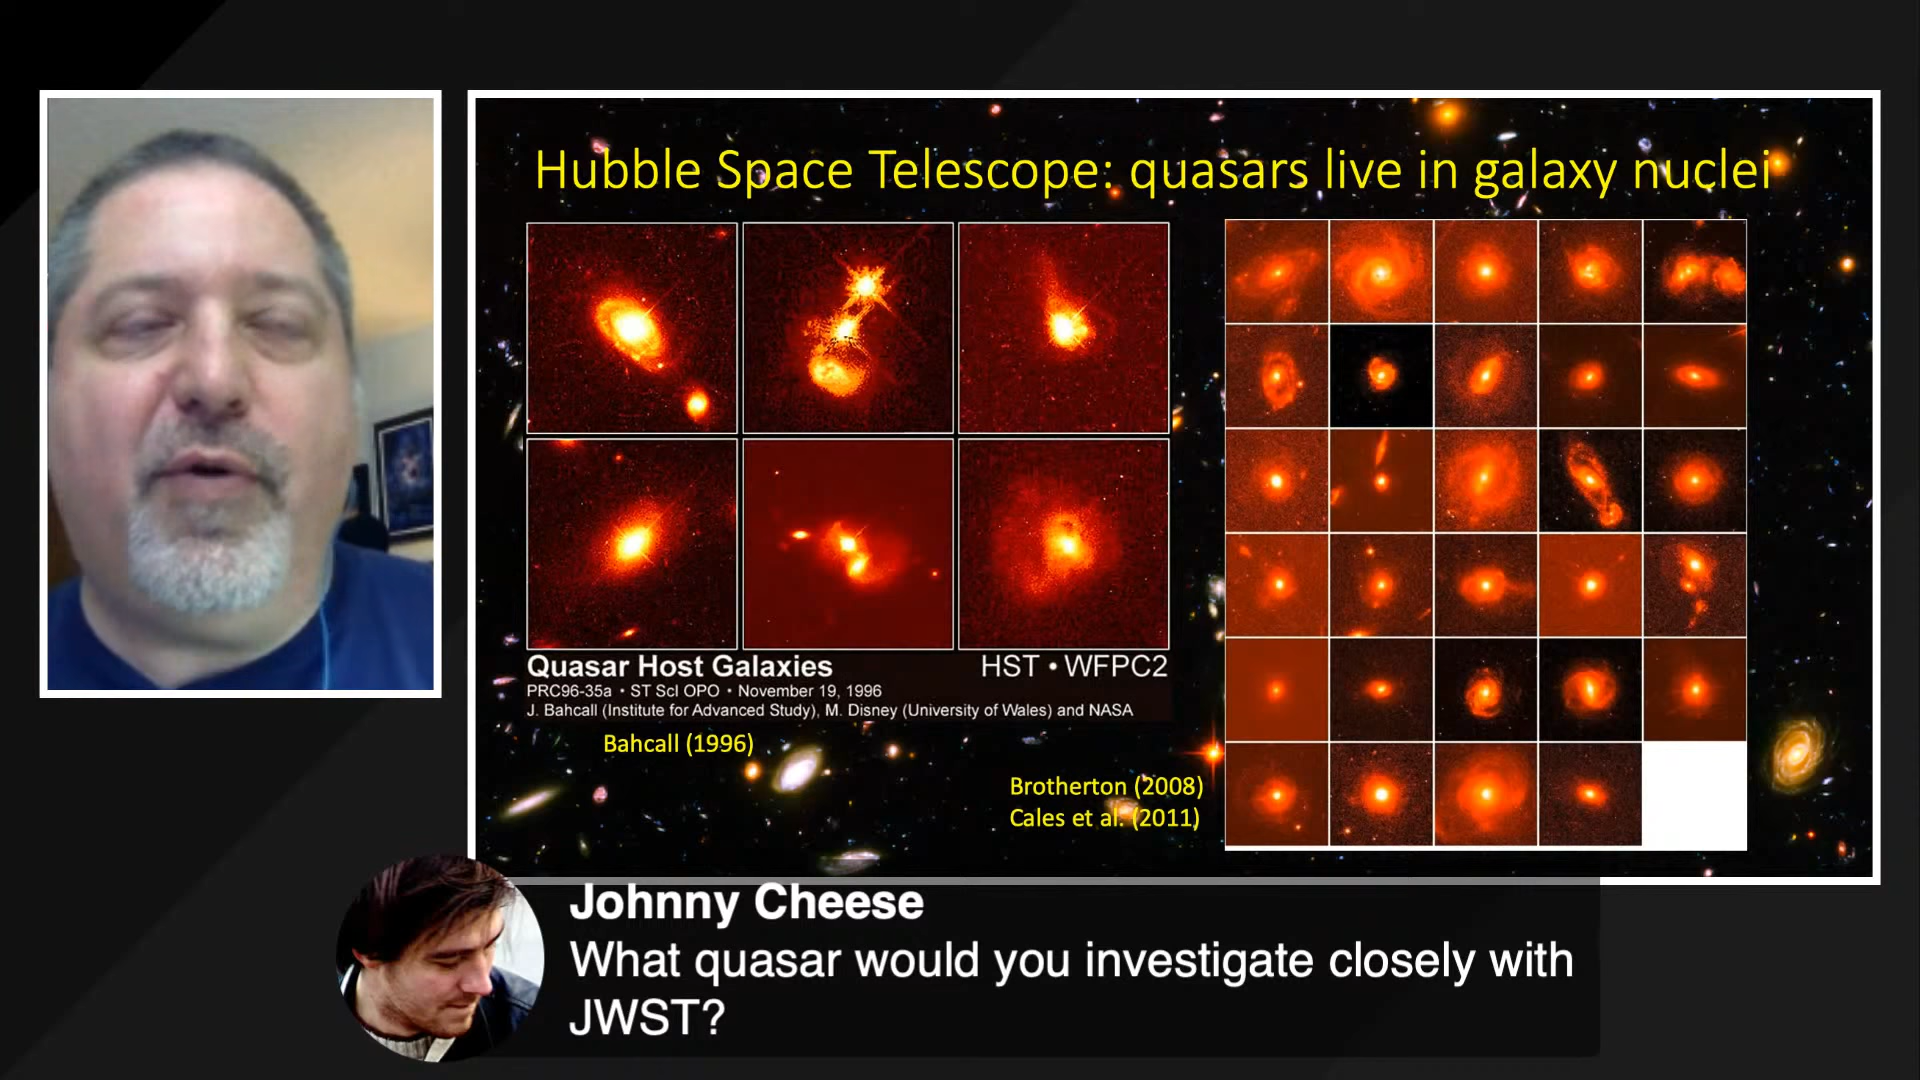 Hubble Space Telescope: quasars live in galaxy nuclei
Quasar Host Galaxies
HST • WFPC2
PRC96-35a • ST ScI OPO • November 19, 1996
J. Bahcall (Institute for Advanced Study), M. Disney (University of Wales) and NASA
Bahcall (1996)
Brotherton (2008)
Cales et al. (2011)
Johnny Cheese
What quasar would you investigate closely with
JWST?